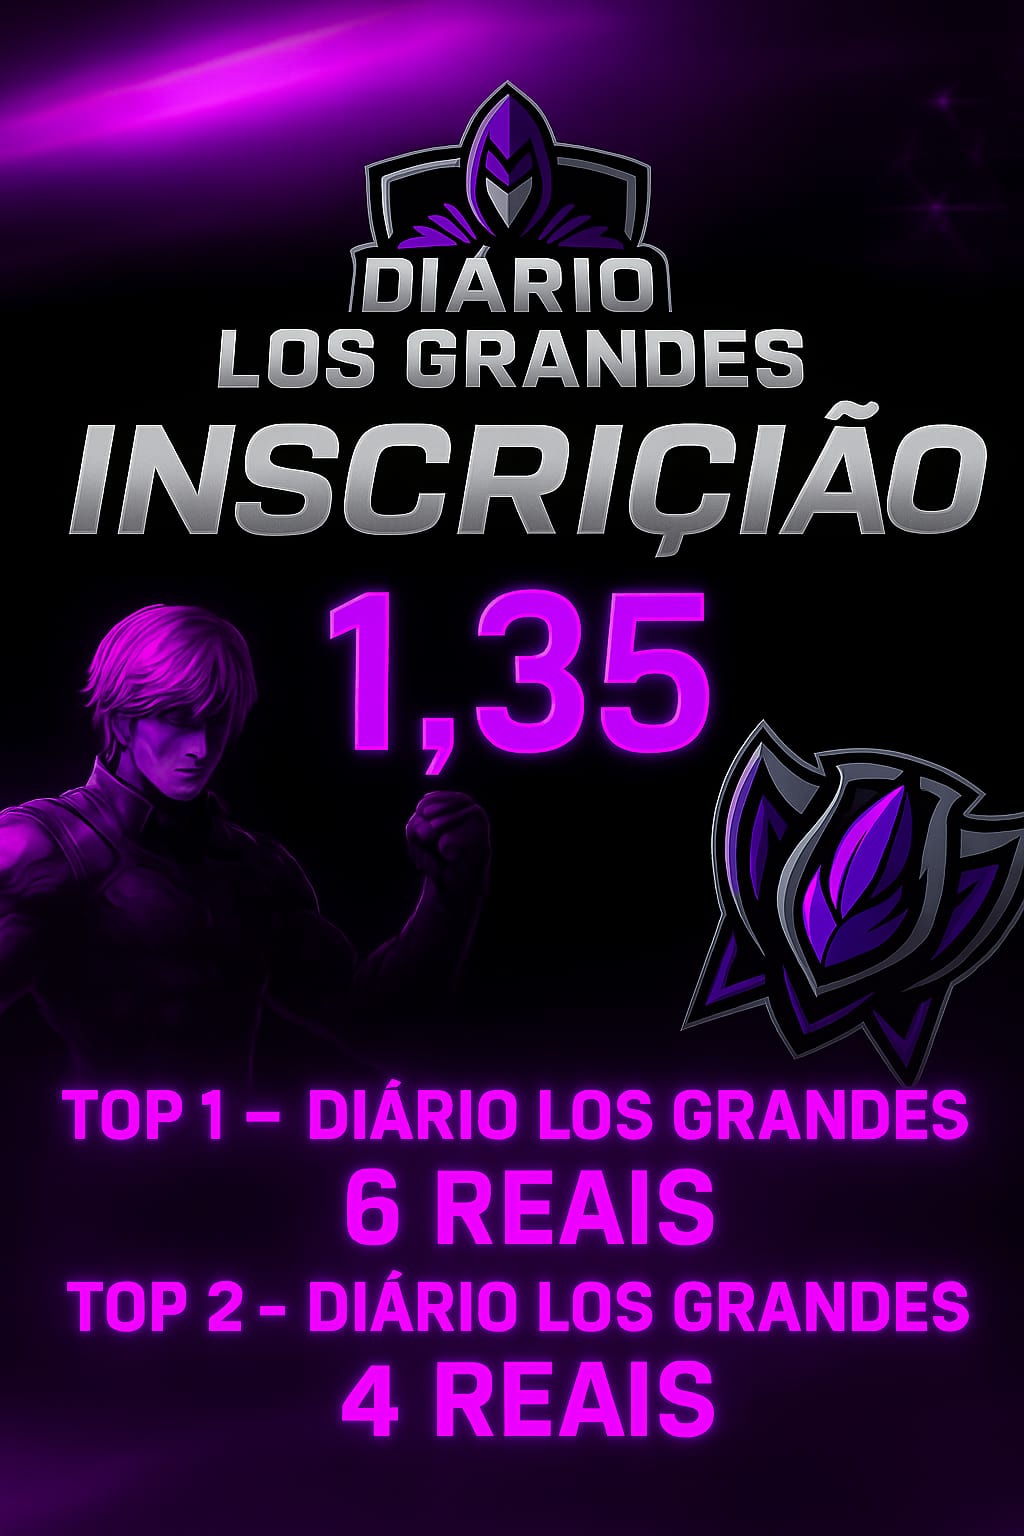 DIÁRIO
LOS GRANDES
INSCRIÇIÃO
1,35
TOP 1 – DIÁRIO LOS GRANDES
6 REAIS
TOP 2 – DIÁRIO LOS GRANDES
4 REAIS